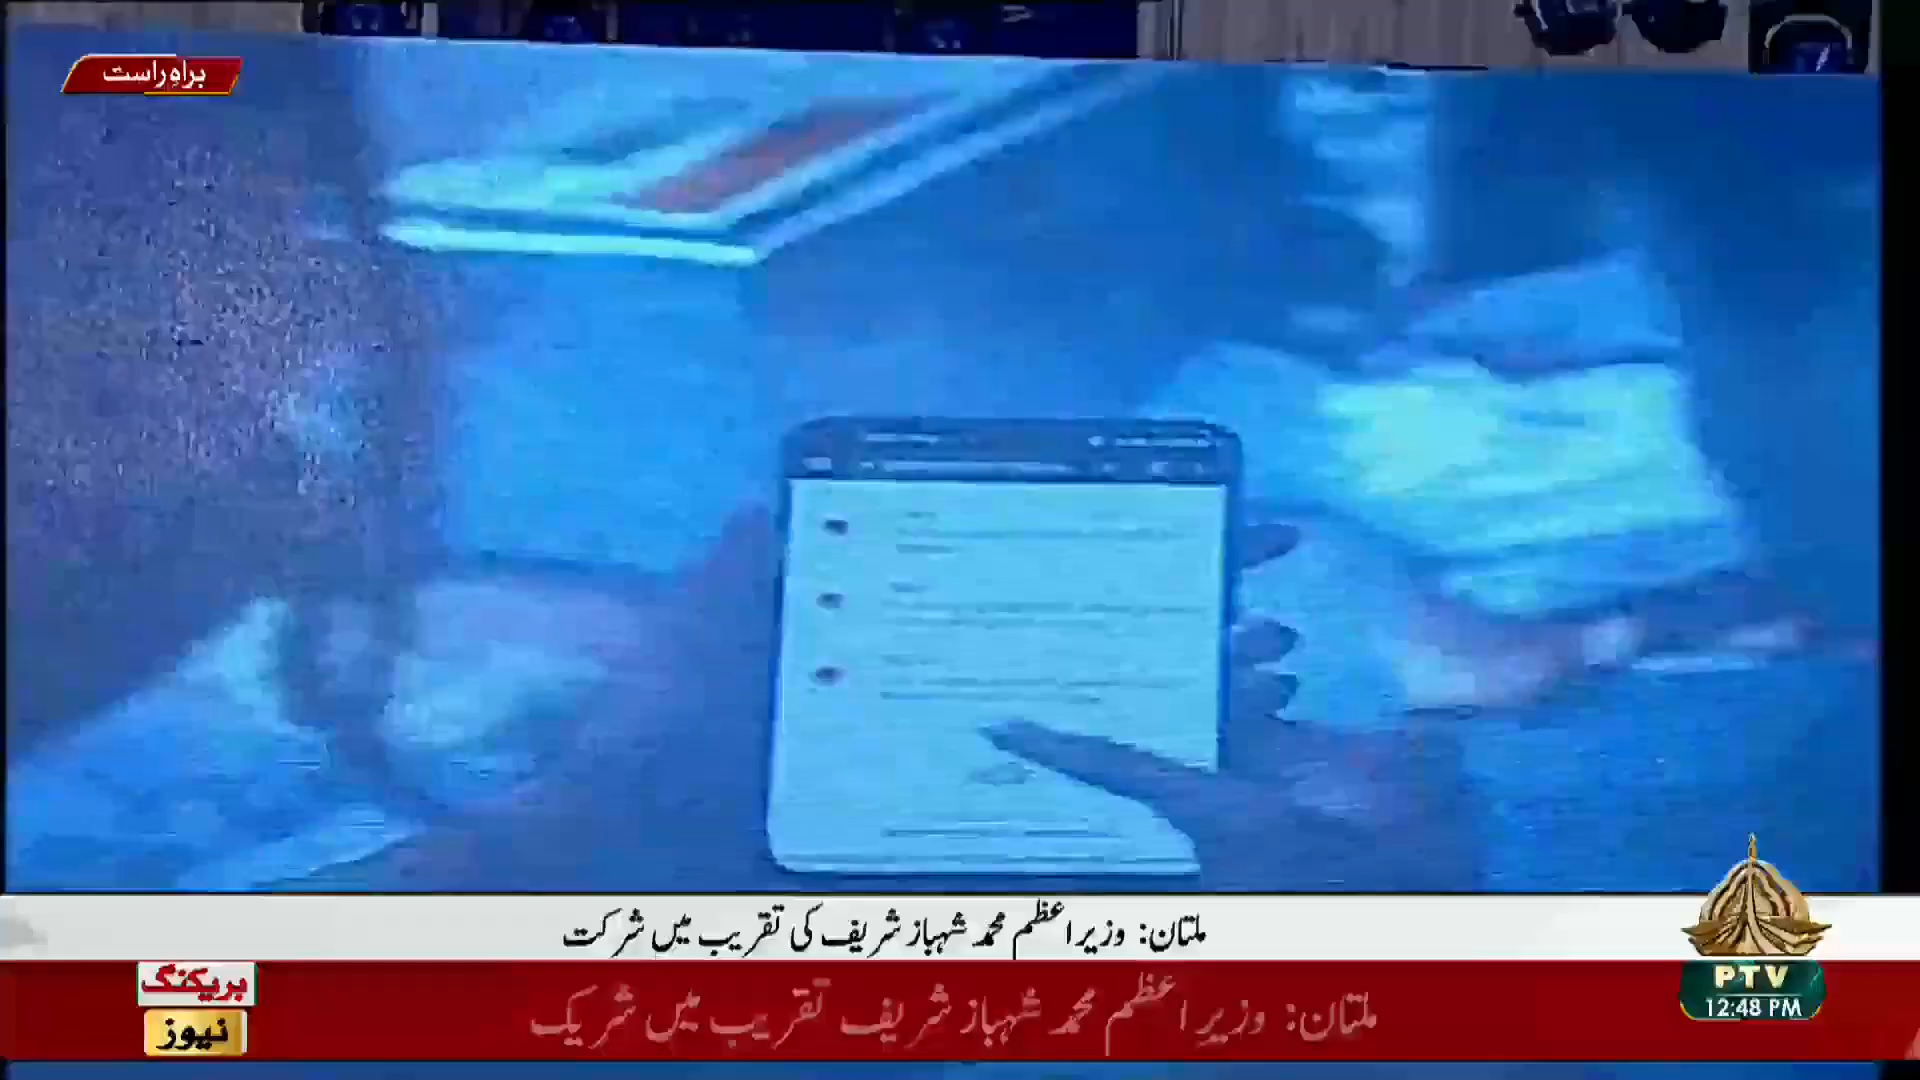 براہِ راست
ملتان: وزیراعظم محمد شہباز شریف کی تقریب میں شرکت
بریکنگ
نیوز
ملتان: وزیراعظم محمد شہباز شریف تقریب میں شریک
PTV
12:48 PM